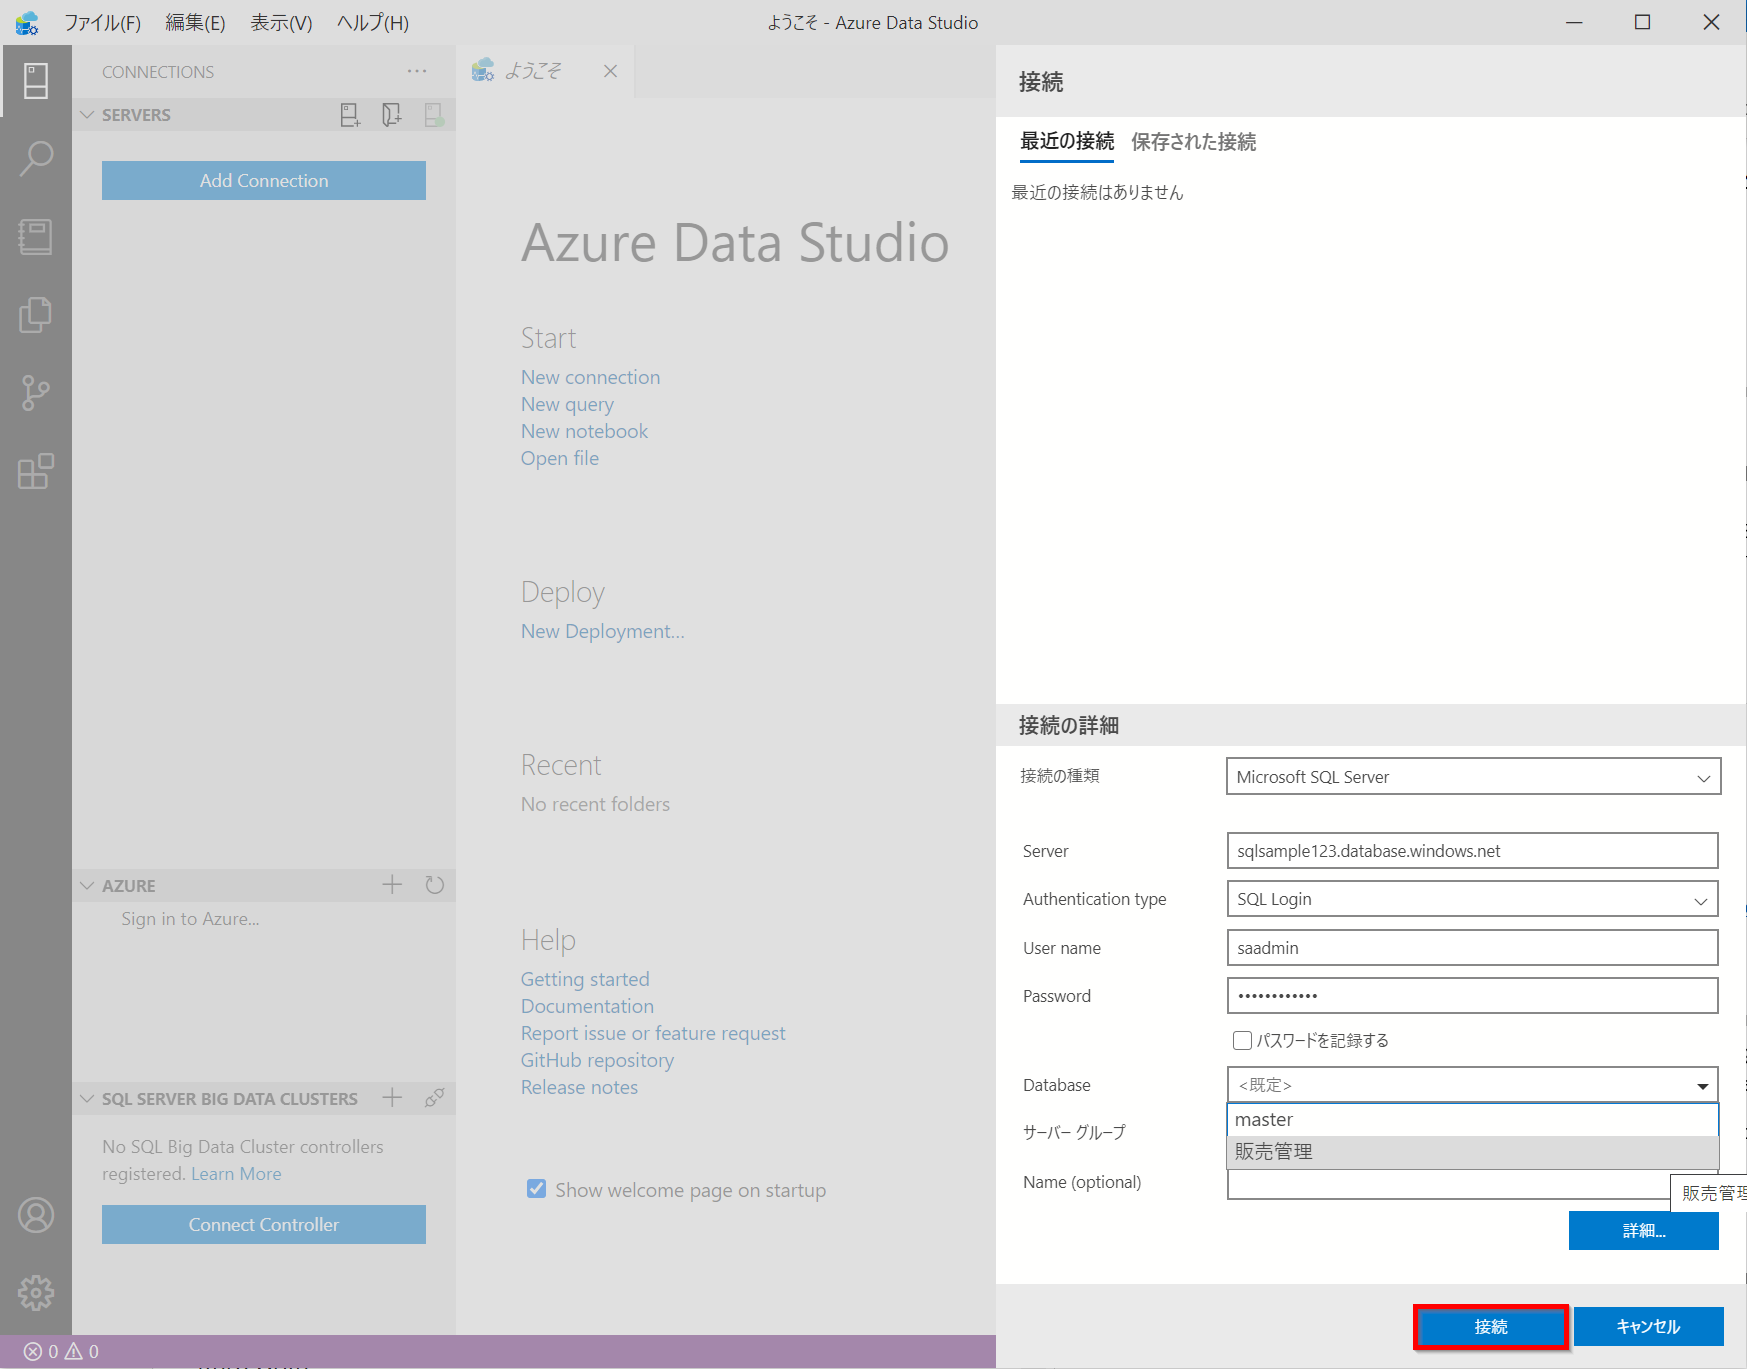 ファイル(F) 編集(E) 表示(V) ヘルプ(H)
ようこそ - Azure Data Studio
CONNECTIONS
SERVERS
Add Connection
AZURE
Sign in to Azure...
SQL SERVER BIG DATA CLUSTERS
No SQL Big Data Cluster controllers
registered. Learn More
Connect Controller
0 0
ようこそ
Azure Data Studio
Start
New connection
New query
New notebook
Open file
Deploy
New Deployment...
Recent
No recent folders
Help
Getting started
Documentation
Report issue or feature request
GitHub repository
Release notes
Show welcome page on startup
接続
最近の接続 保存された接続
最近の接続はありません
接続の詳細
接続の種類 Microsoft SQL Server
Server sqlsample123.database.windows.net
Authentication type SQL Login
User name saadmin
Password ••••••••••••
パスワードを記録する
Database <既定>
master
サーバー グループ
販売管理
Name (optional)
販売管理
詳細...
接続 キャンセル